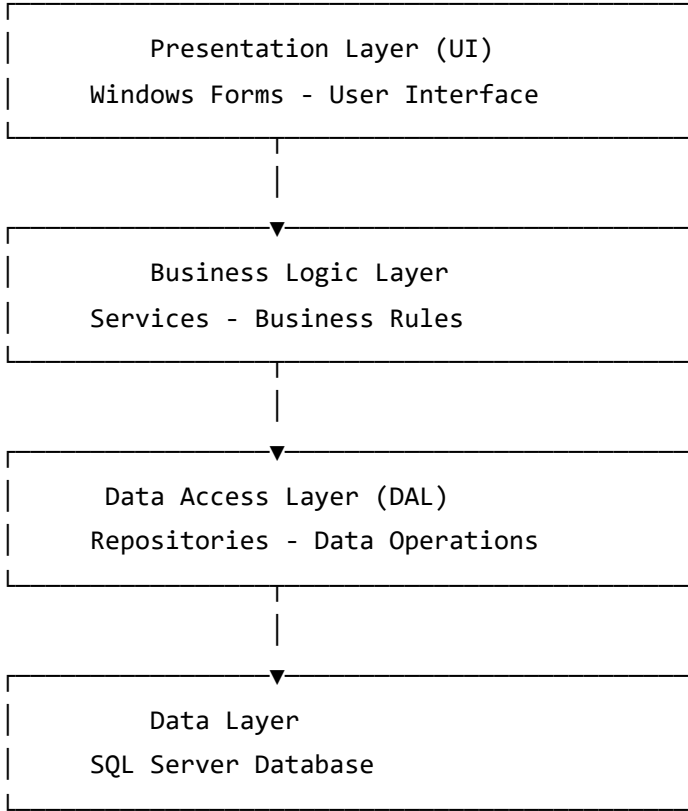 Presentation Layer (UI)
Windows Forms - User Interface
Business Logic Layer
Services - Business Rules
Data Access Layer (DAL)
Repositories - Data Operations
Data Layer
SQL Server Database